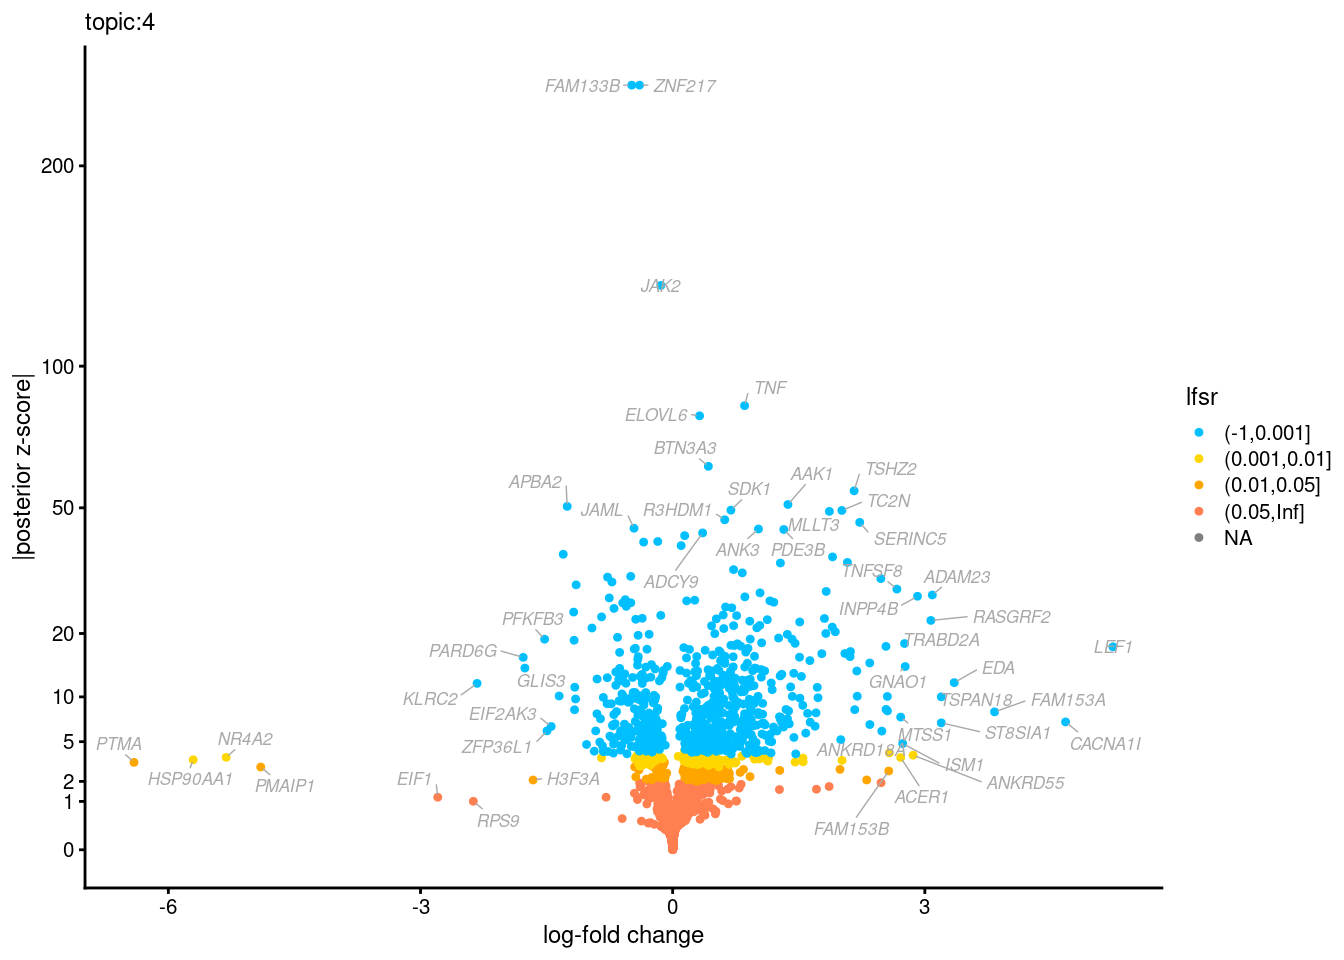 topic:4
FAM133B
ZNF217
200
JAK2
100
TNF
ELOVL6
BTN3A3
APBA2
AAK1
TSHZ2
SDK1
TC2N
50
JAML
R3HDM1
MLLT3
SERINC5
ANK3
PDE3B
ADCY9
TNFSF8
ADAM23
INPP4B
PFKFB3
RASGRF2
20
TRABD2A
PARD6G
LEF1
EDA
GLIS3
GNAO1
KLRC2
10
TSPAN18
FAM153A
EIF2AK3
ST8SIA1
MTSS1
5
ZFP36L1
ANKRD18A
CACNA1I
PTMA
NR4A2
ISM1
HSP90AA1
PMAIP1
EIF1
H3F3A
ANKRD55
2
1
ACER1
RPS9
FAM153B
0
-6
-3
0
3
log-fold change
|posterior z-score|
lfsr
(-1,0.001]
(0.001,0.01]
(0.01,0.05]
(0.05,Inf]
NA